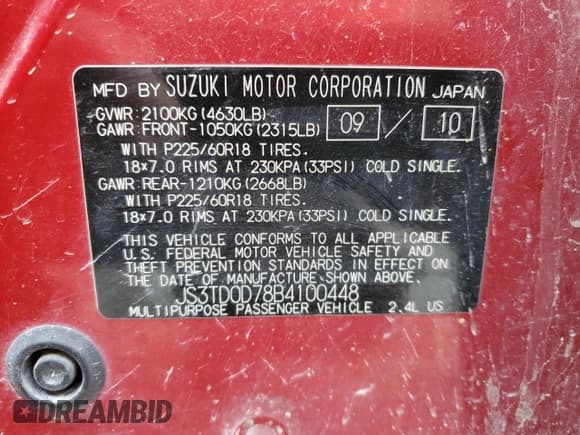 MFD BY SUZUKI MOTOR CORPORATION JAPAN
GVWR:2100KG(4630LB)
GAWR:FRONT-1050KG(2315LB) 09 / 10
WITH P225/60R18 TIRES.
18×7.0 RIMS AT 230KPA(33PSI) COLD SINGLE.
GAWR:REAR-1210KG(2668LB)
WITH P225/60R18 TIRES.
18×7.0 RIMS AT 230KPA(33PSI) COLD SINGLE.
THIS VEHICLE CONFORMS TO ALL APPLICABLE
U.S. FEDERAL MOTOR VEHICLE SAFETY AND
THEFT PREVENTION STANDARDS IN EFFECT ON
THE DATE OF MANUFACTURE SHOWN ABOVE.
JS3TD0D78B4100448
MULTIPURPOSE PASSENGER VEHICLE 2.4L US
DREAMBID